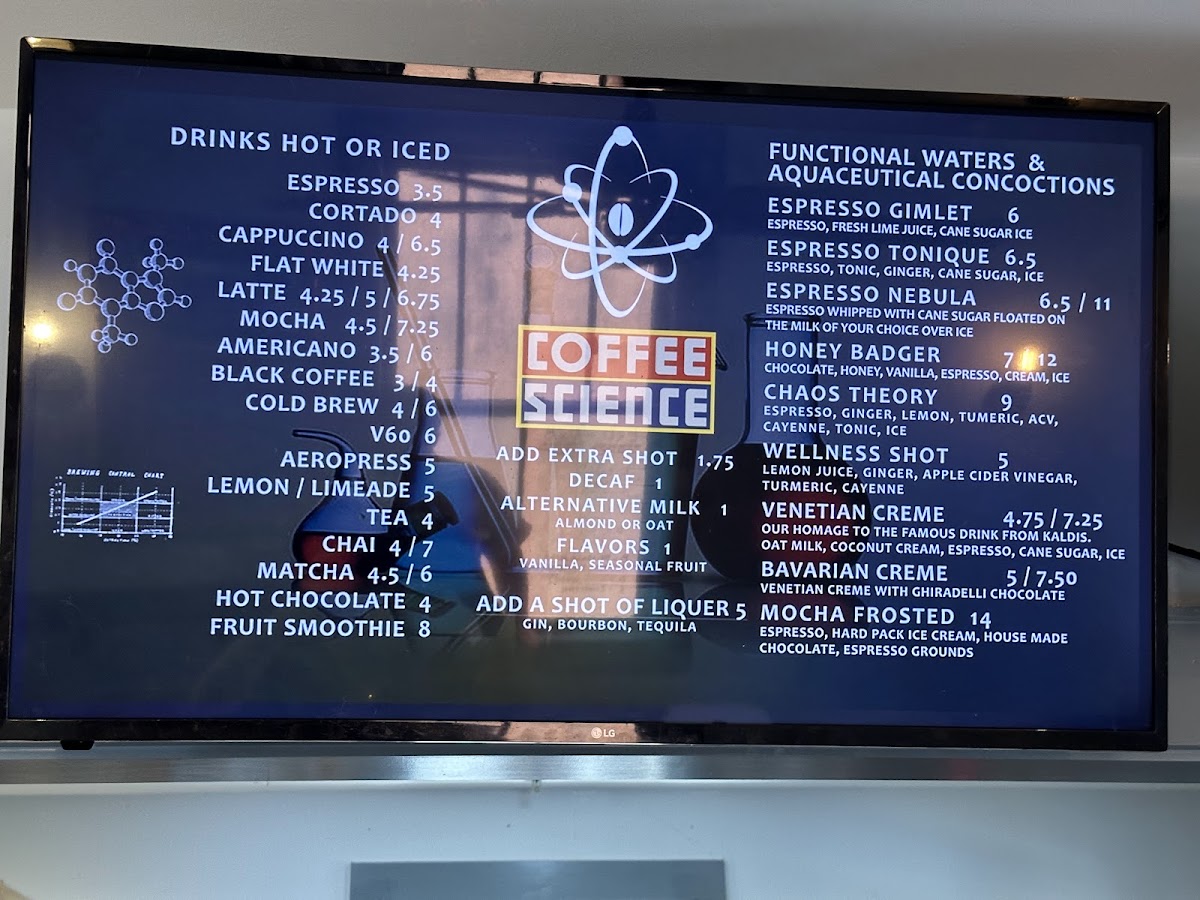 DRINKS HOT OR ICED
ESPRESSO 3.5
CORTADO 4
CAPPUCCINO 4 / 6.5
FLAT WHITE 4.25
LATTE 4.25 / 5 / 6.75
MOCHA 4.5 / 7.25
AMERICANO 3.5 / 6
BLACK COFFEE 3 / 4
COLD BREW 4 / 6
V60 6
AEROPRESS 5
LEMON / LIMEADE 5
TEA 4
CHAI 4 / 7
MATCHA 4.5 / 6
HOT CHOCOLATE 4
FRUIT SMOOTHIE 8
BREWING CONTROL CHART
COFFEE
SCIENCE
ADD EXTRA SHOT 1.75
DECAF 1
ALTERNATIVE MILK 1
ALMOND OR OAT
FLAVORS 1
VANILLA, SEASONAL FRUIT
ADD A SHOT OF LIQUER 5
GIN, BOURBON, TEQUILA
FUNCTIONAL WATERS &
AQUACEUTICAL CONCOCTIONS
ESPRESSO GIMLET 6
ESPRESSO, FRESH LIME JUICE, CANE SUGAR ICE
ESPRESSO TONIQUE 6.5
ESPRESSO, TONIC, GINGER, CANE SUGAR, ICE
ESPRESSO NEBULA 6.5 / 11
ESPRESSO WHIPPED WITH CANE SUGAR FLOATED ON
THE MILK OF YOUR CHOICE OVER ICE
HONEY BADGER 7 / 12
CHOCOLATE, HONEY, VANILLA, ESPRESSO, CREAM, ICE
CHAOS THEORY 9
ESPRESSO, GINGER, LEMON, TUMERIC, ACV,
CAYENNE, TONIC, ICE
WELLNESS SHOT 5
LEMON JUICE, GINGER, APPLE CIDER VINEGAR,
TURMERIC, CAYENNE
VENETIAN CREME 4.75 / 7.25
OUR HOMAGE TO THE FAMOUS DRINK FROM KALDIS.
OAT MILK, COCONUT CREAM, ESPRESSO, CANE SUGAR, ICE
BAVARIAN CREME 5 / 7.50
VENETIAN CREME WITH GHIRADELLI CHOCOLATE
MOCHA FROSTED 14
ESPRESSO, HARD PACK ICE CREAM, HOUSE MADE
CHOCOLATE, ESPRESSO GROUNDS
LG